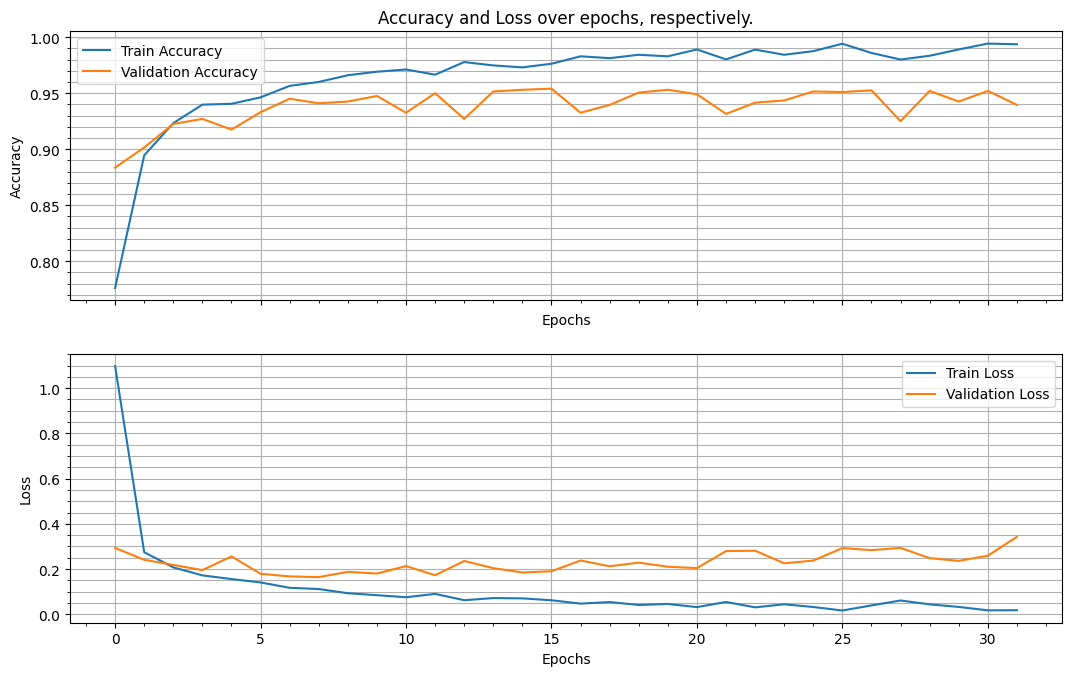 Accuracy and Loss over epochs, respectively.
1.00
0.95
0.90
0.85
0.80
Accuracy
Train Accuracy
Validation Accuracy
Epochs
1.0
0.8
0.6
0.4
0.2
0.0
Loss
Train Loss
Validation Loss
0 5 10 15 20 25 30
Epochs